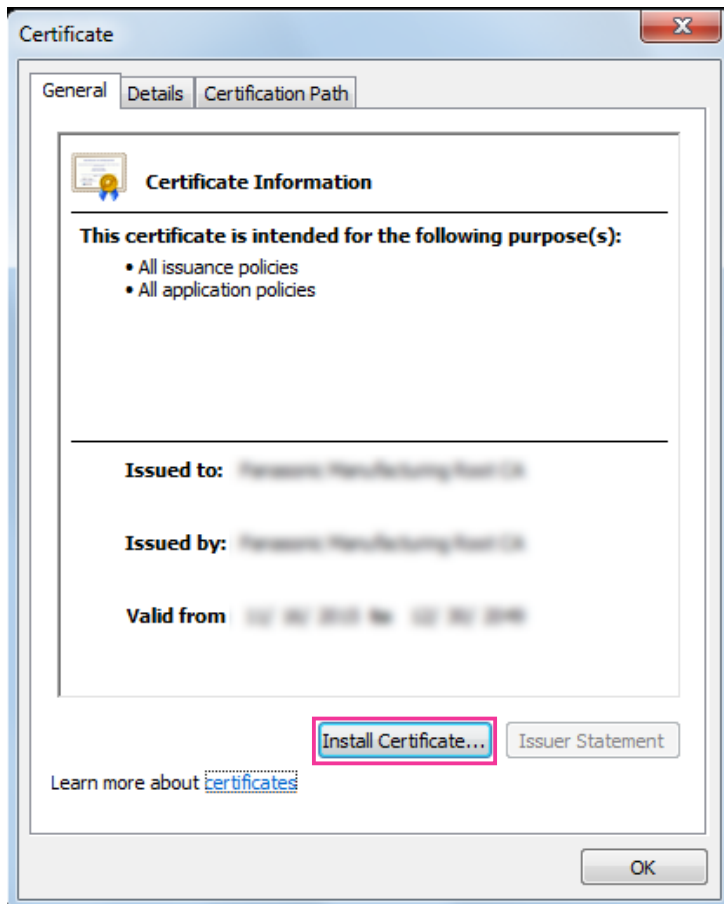 Certificate
General Details Certification Path
Certificate Information
This certificate is intended for the following purpose(s):
• All issuance policies
• All application policies
Issued to:
Issued by:
Valid from
Install Certificate... Issuer Statement
Learn more about certificates
OK